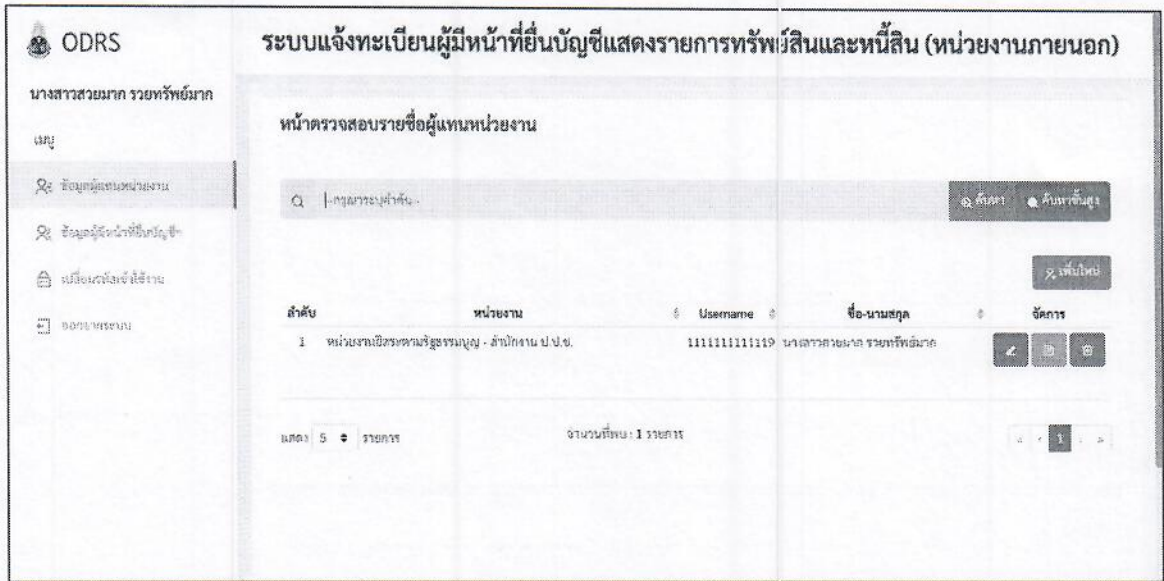 ODRS
ระบบแจ้งทะเบียนผู้มีหน้าที่ยื่นบัญชีแสดงรายการทรัพย์สินและหนี้สิน (หน่วยงานภายนอก)
นางสาวสวยมาก รวยทรัพย์มาก
เมนู
ข้อมูลผู้แทนหน่วยงาน
ข้อมูลผู้มีหน้าที่ยื่นบัญชีฯ
เปลี่ยนรหัสเข้าใช้งาน
ออกจากระบบ
หน้าตรวจสอบรายชื่อผู้แทนหน่วยงาน
-กรุณาระบุคำค้น- ค้นหา ค้นหาขั้นสูง
เพิ่มใหม่
ลำดับ หน่วยงาน Username ชื่อ-นามสกุล จัดการ
1 หน่วยงานอิสระตามรัฐธรรมนูญ - สำนักงาน ป.ป.ช. 1111111111119 นางสาวสวยมาก รวยทรัพย์มาก
แสดง 5 รายการ จำนวนที่พบ : 1 รายการ « ‹ 1 › »